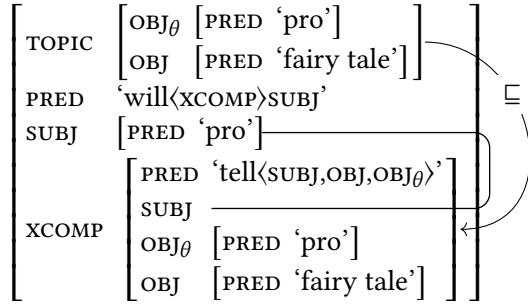 OBJθ [PRED ‘pro’]
TOPIC
OBJ [PRED ‘fairy tale’]
⊑
PRED ‘will⟨XCOMP⟩SUBJ’
SUBJ [PRED ‘pro’]
PRED ‘tell⟨SUBJ,OBJ,OBJθ⟩’
SUBJ
XCOMP
OBJθ [PRED ‘pro’]
OBJ [PRED ‘fairy tale’]